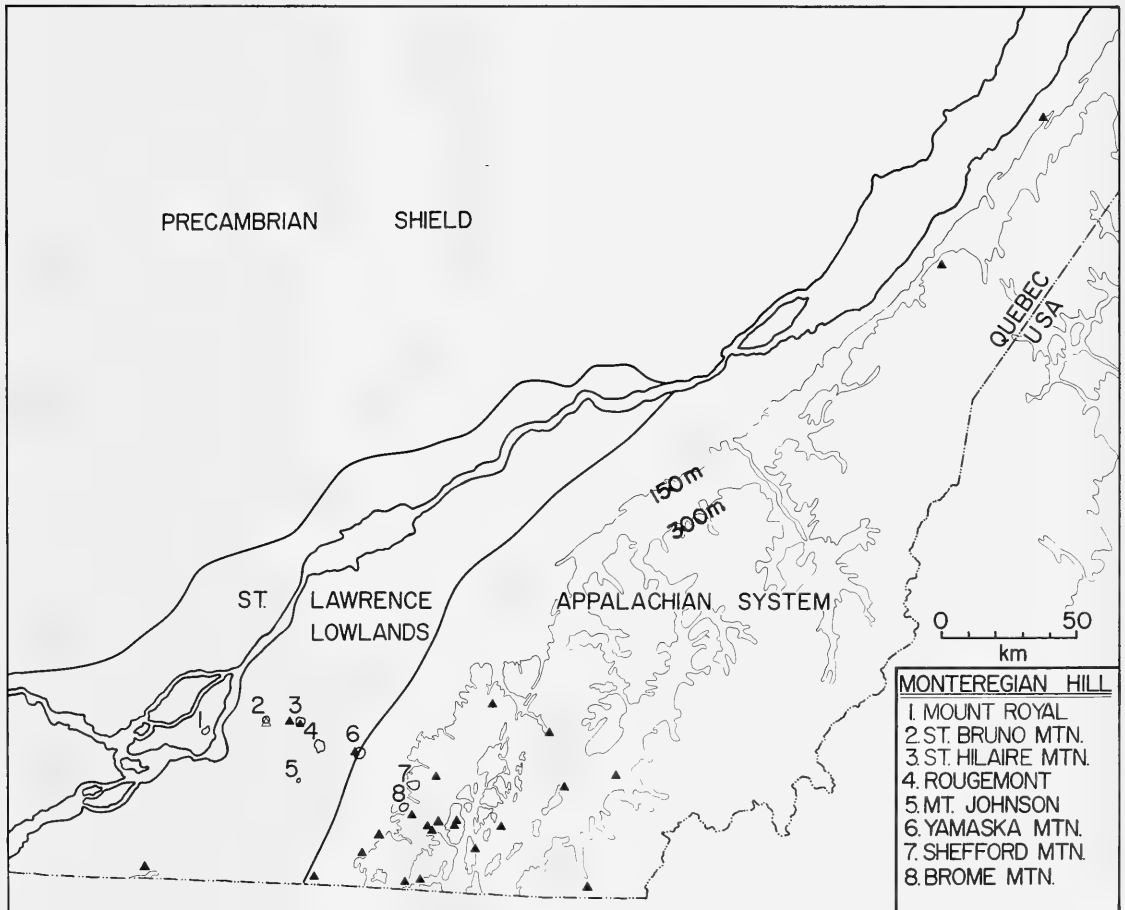 PRECAMBRIAN SHIELD
QUEBEC
USA
150m
300m
ST. LAWRENCE
LOWLANDS
APPALACHIAN SYSTEM
0 50
km
1
2
3
4
5
6
7
8
MONTEREGIAN HILL
1. MOUNT ROYAL
2. ST. BRUNO MTN.
3. ST. HILAIRE MTN.
4. ROUGEMONT
5. MT. JOHNSON
6. YAMASKA MTN.
7. SHEFFORD MTN.
8. BROME MTN.